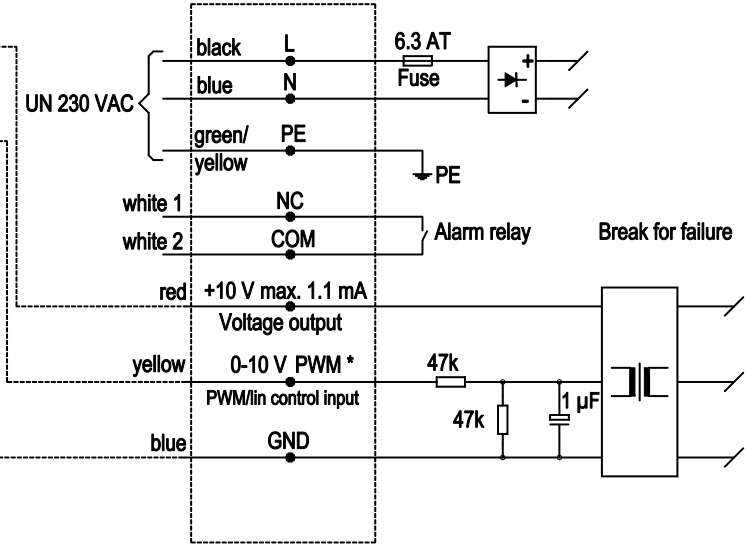 black L 6.3 AT
Fuse
+
-
blue N
UN 230 VAC
green/ PE
yellow
PE
white 1 NC
white 2 COM
Alarm relay Break for failure
red +10 V max. 1.1 mA
Voltage output
yellow 0-10 V PWM * 47k
PWM/lin control input
47k 1 µF
blue GND